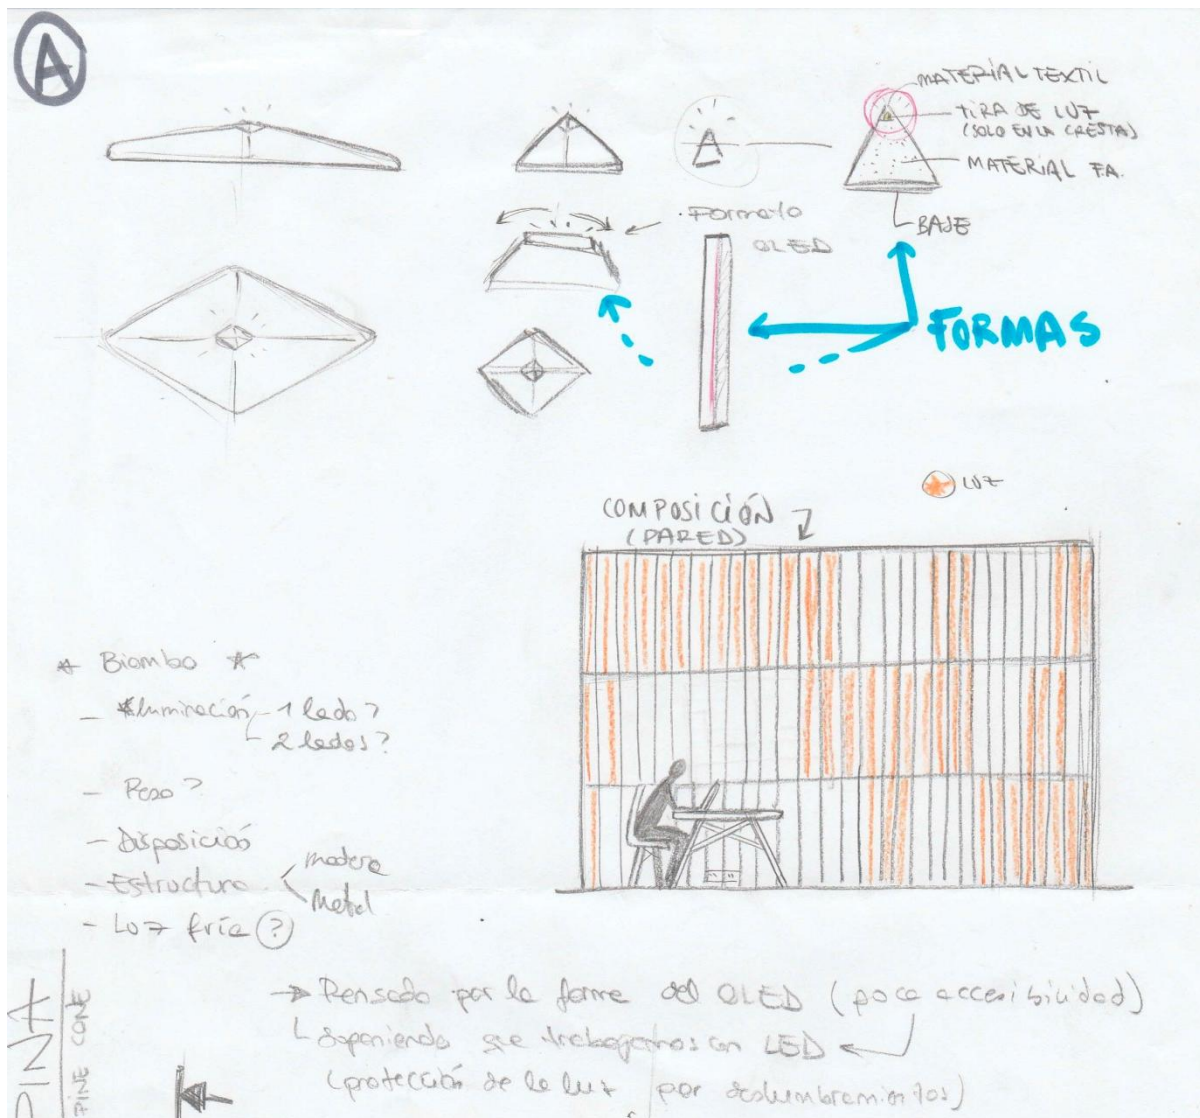 A
MATERIAL TEXTIL
TIRA DE LUZ
(SOLO EN LA CRESTA)
MATERIAL F.A.
BASE
Formato
OLED
FORMAS
LUZ
COMPOSICIÓN
(PARED)
* Biombo *
- Iluminación - 1 lado?
- 2 lados?
- Peso?
- Disposición
- Estructura
madera
Metal
- Luz fría (?)
→ Pensado por la forma del OLED (poca accesibilidad)
suponiendo que trabajamos con LED
(protección de la luz por deslumbramientos)
PINE CONE